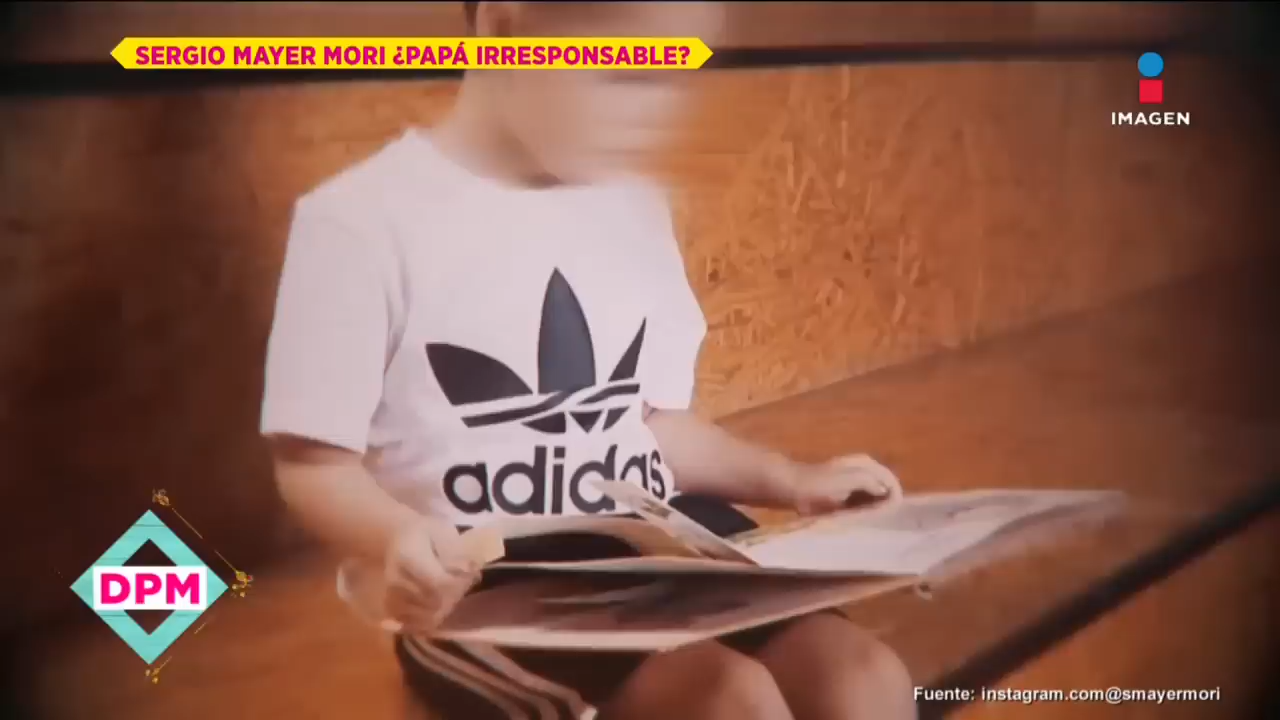 SERGIO MAYER MORI ¿PAPÁ IRRESPONSABLE?
IMAGEN
adidas
DPM
Fuente: instagram.com@smayermori